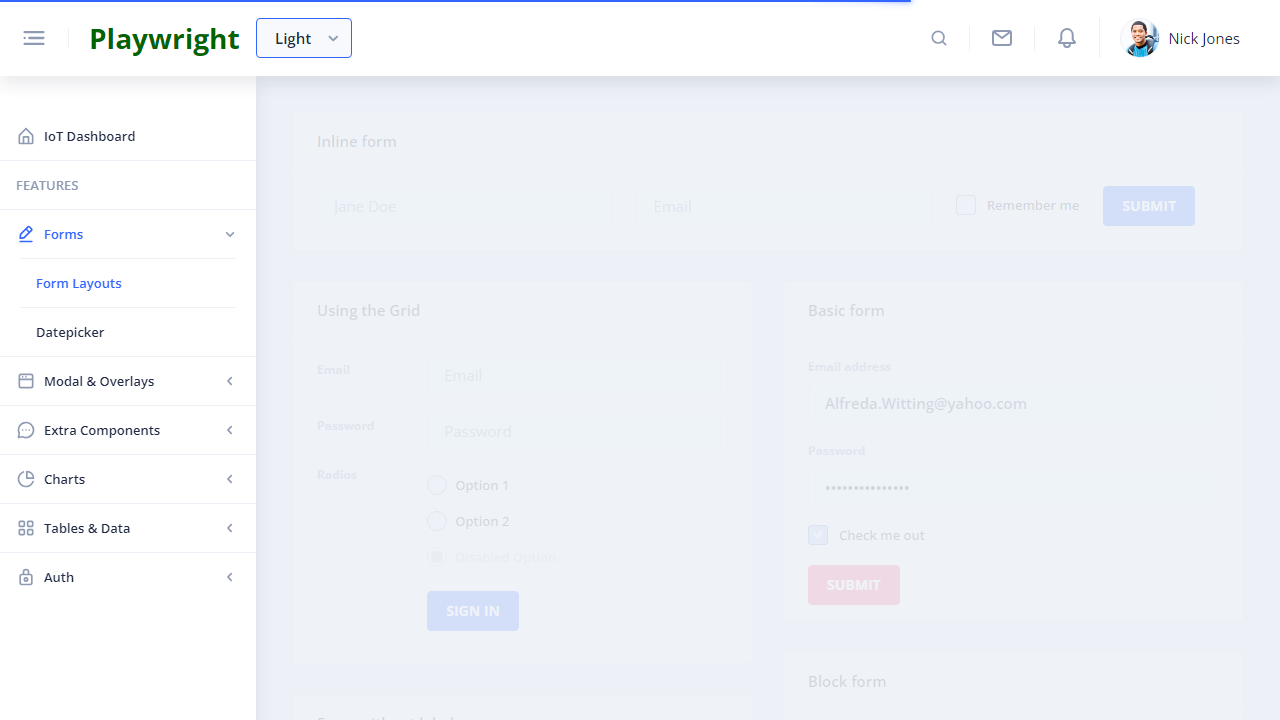 Playwright
Light
Nick Jones
IoT Dashboard
FEATURES
Forms
Form Layouts
Datepicker
Modal & Overlays
Extra Components
Charts
Tables & Data
Auth
Inline form
Jane Doe
Email
Remember me
SUBMIT
Using the Grid
Email
Email
Password
Password
Radios
Option 1
Option 2
Disabled Option
SIGN IN
Basic form
Email address
Alfreda.Witting@yahoo.com
Password
•••••••••••••••
Check me out
SUBMIT
Block form